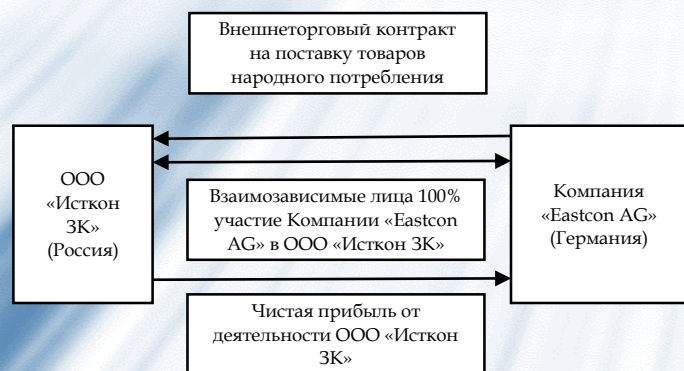 Внешнеторговый контракт
на поставку товаров
народного потребления
ООО
«Исткон
ЗК»
(Россия)
Взаимозависимые лица 100%
участие Компании «Eastcon
AG» в ООО «Исткон ЗК»
Компания
«Eastcon AG»
(Германия)
Чистая прибыль от
деятельности ООО «Исткон
ЗК»